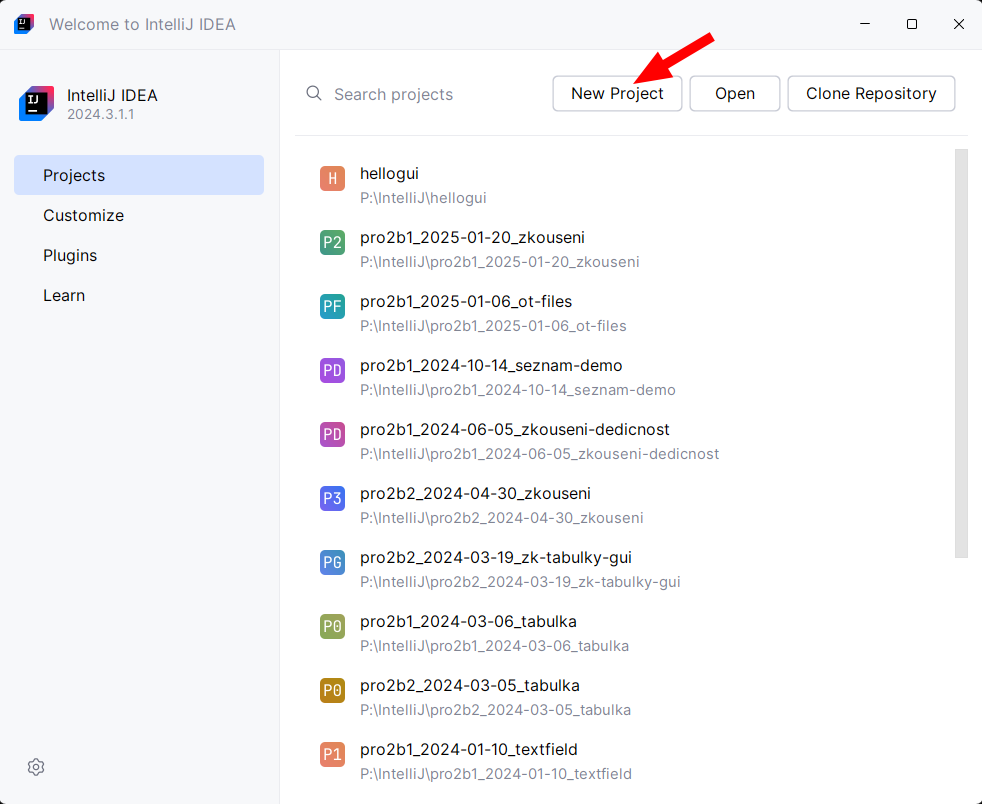 Welcome to IntelliJ IDEA
IntelliJ IDEA
2024.3.1.1
Projects
Customize
Plugins
Learn
Search projects
New Project
Open
Clone Repository
H
hellogui
P:\IntelliJ\hellogui
P2
pro2b1_2025-01-20_zkouseni
P:\IntelliJ\pro2b1_2025-01-20_zkouseni
PF
pro2b1_2025-01-06_ot-files
P:\IntelliJ\pro2b1_2025-01-06_ot-files
PD
pro2b1_2024-10-14_seznam-demo
P:\IntelliJ\pro2b1_2024-10-14_seznam-demo
PD
pro2b1_2024-06-05_zkouseni-dedicnost
P:\IntelliJ\pro2b1_2024-06-05_zkouseni-dedicnost
P3
pro2b2_2024-04-30_zkouseni
P:\IntelliJ\pro2b2_2024-04-30_zkouseni
PG
pro2b2_2024-03-19_zk-tabulky-gui
P:\IntelliJ\pro2b2_2024-03-19_zk-tabulky-gui
P0
pro2b1_2024-03-06_tabulka
P:\IntelliJ\pro2b1_2024-03-06_tabulka
P0
pro2b2_2024-03-05_tabulka
P:\IntelliJ\pro2b2_2024-03-05_tabulka
P1
pro2b1_2024-01-10_textfield
P:\IntelliJ\pro2b1_2024-01-10_textfield